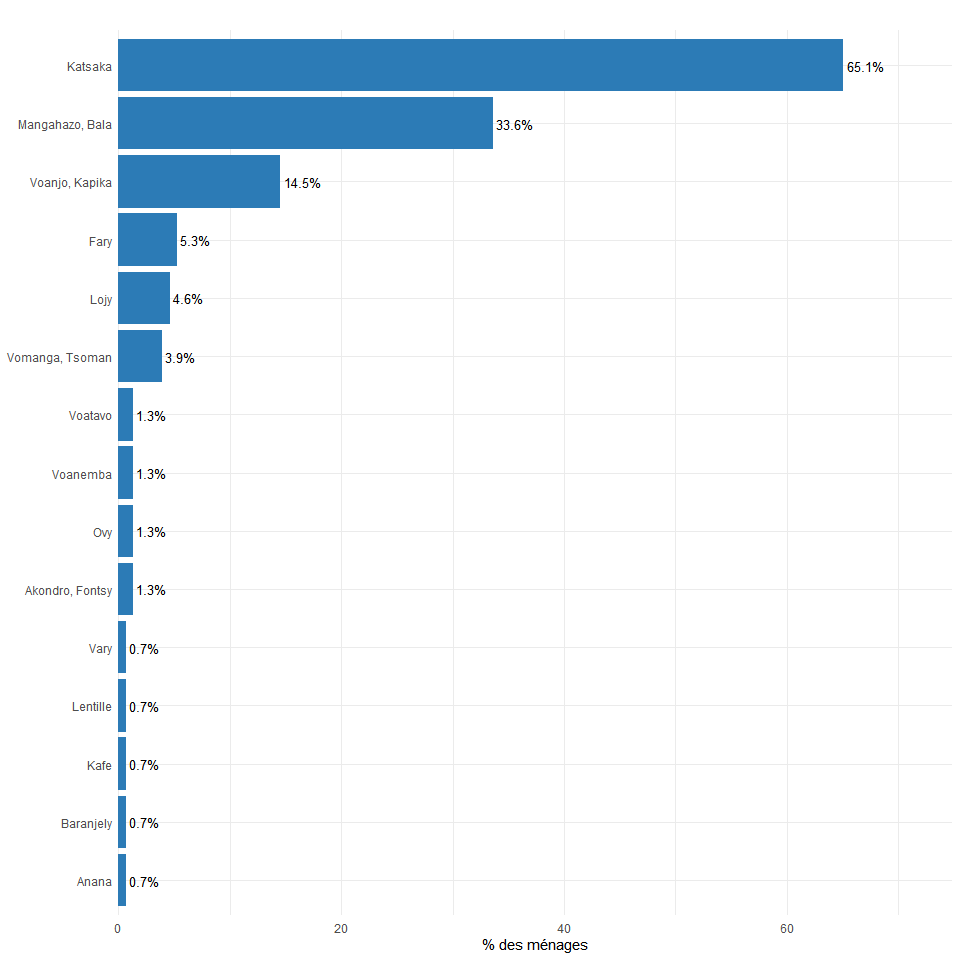 Katsaka 65.1%
Mangahazo, Bala 33.6%
Voanjo, Kapika 14.5%
Fary 5.3%
Lojy 4.6%
Vomanga, Tsoman 3.9%
Voatavo 1.3%
Voanemba 1.3%
Ovy 1.3%
Akondro, Fontsy 1.3%
Vary 0.7%
Lentille 0.7%
Kafe 0.7%
Baranjely 0.7%
Anana 0.7%
0 20 40 60
% des ménages